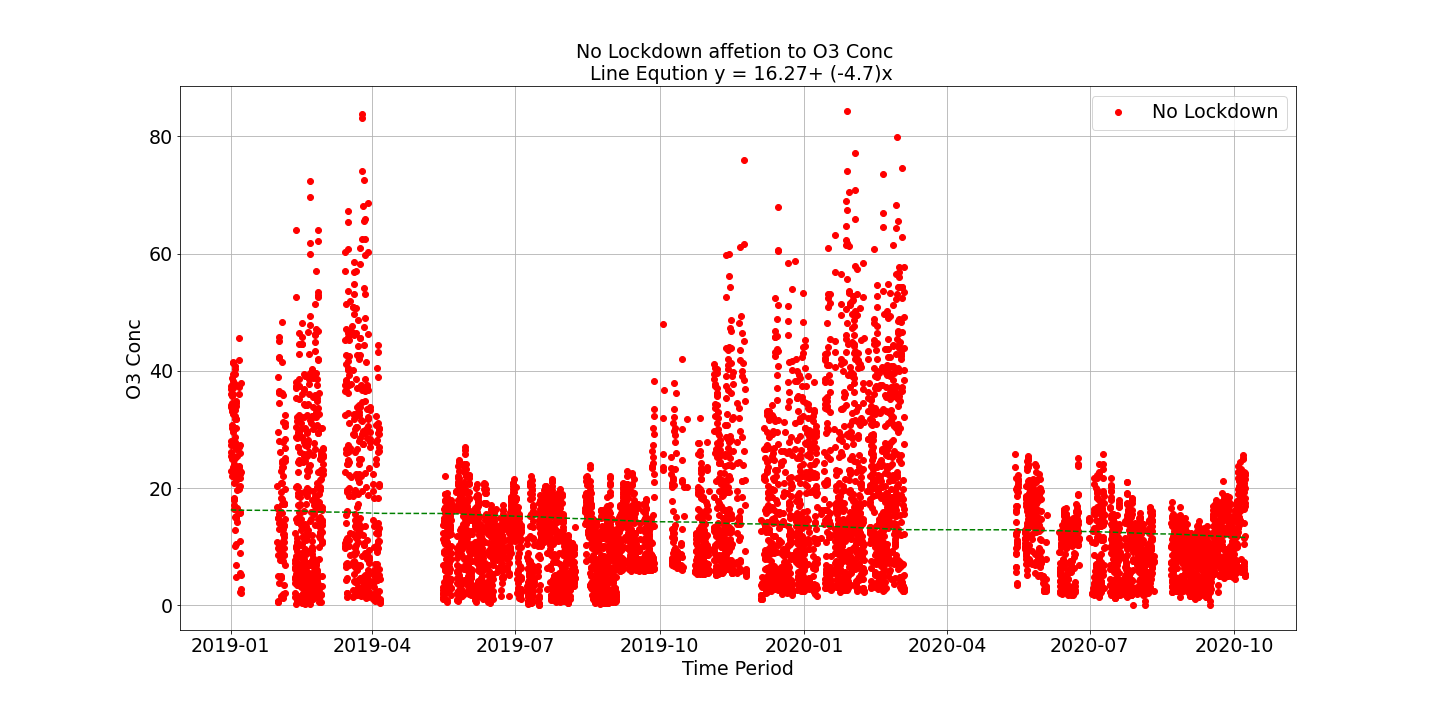 No Lockdown affetion to O3 Conc
Line Eqution y = 16.27+ (-4.7)x
No Lockdown
80
60
40
20
0
O3 Conc
2019-01 2019-04 2019-07 2019-10 2020-01 2020-04 2020-07 2020-10
Time Period